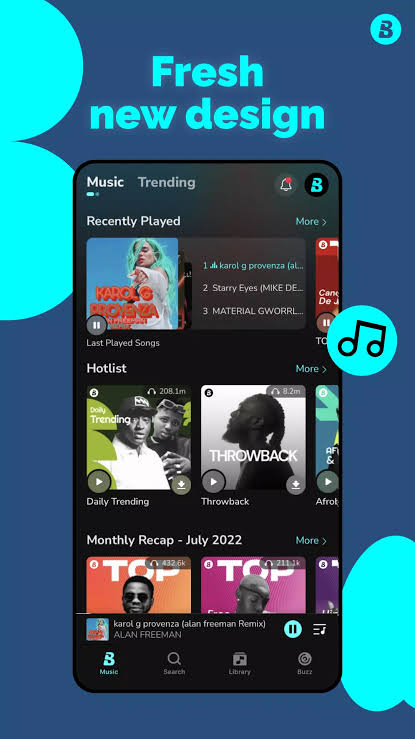 B
Fresh
new design
Music Trending
B
Recently Played More >
KAROL G
PROVENZA
ALAN FREEMAN REMIX
1 karol g provenza (al...
2 Starry Eyes (MIKE DE...
3 MATERIAL GWORRL...
Last Played Songs
TO
Hotlist More >
208.1m
Daily
Trending
8.2m
THROWBACK
Daily Trending
Throwback
Afrob
Monthly Recap - July 2022 More >
432.6k
TOP
211.1k
TOP
karol g provenza (alan freeman Remix)
ALAN FREEMAN
Music Search Library Buzz